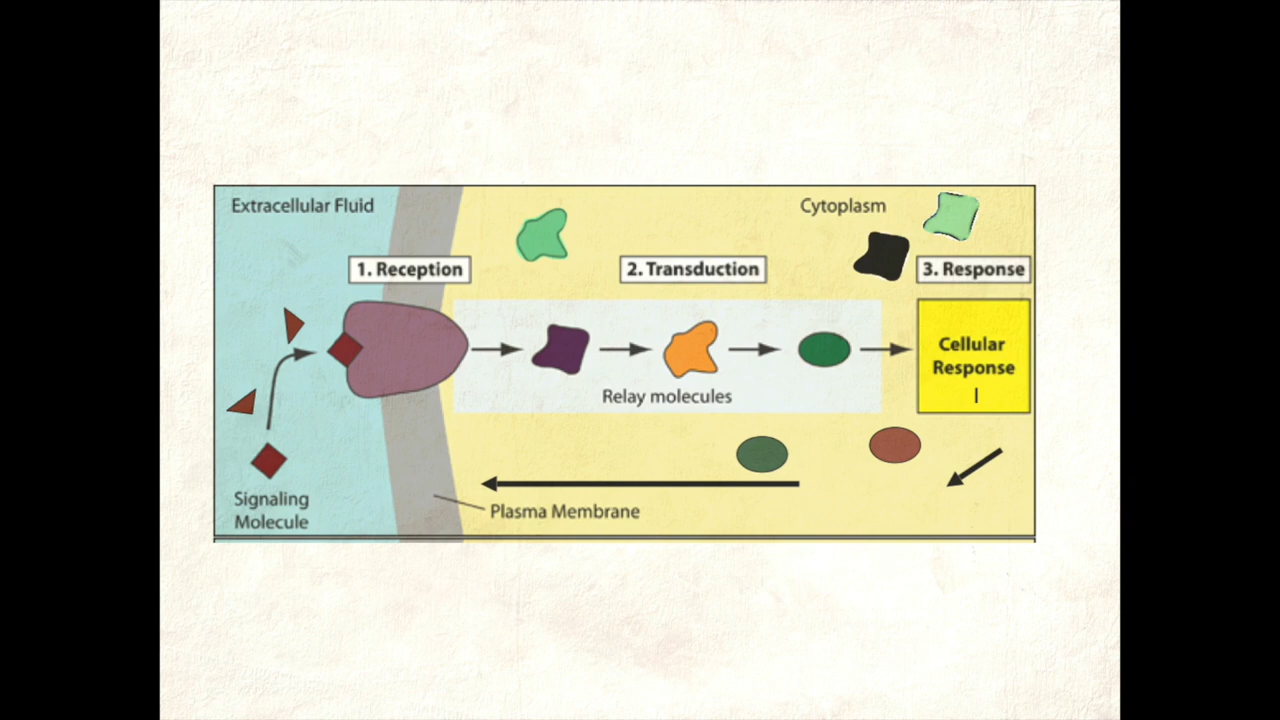 Extracellular Fluid
Cytoplasm
1. Reception
2. Transduction
3. Response
Cellular
Response
I
Relay molecules
Signaling
Molecule
Plasma Membrane